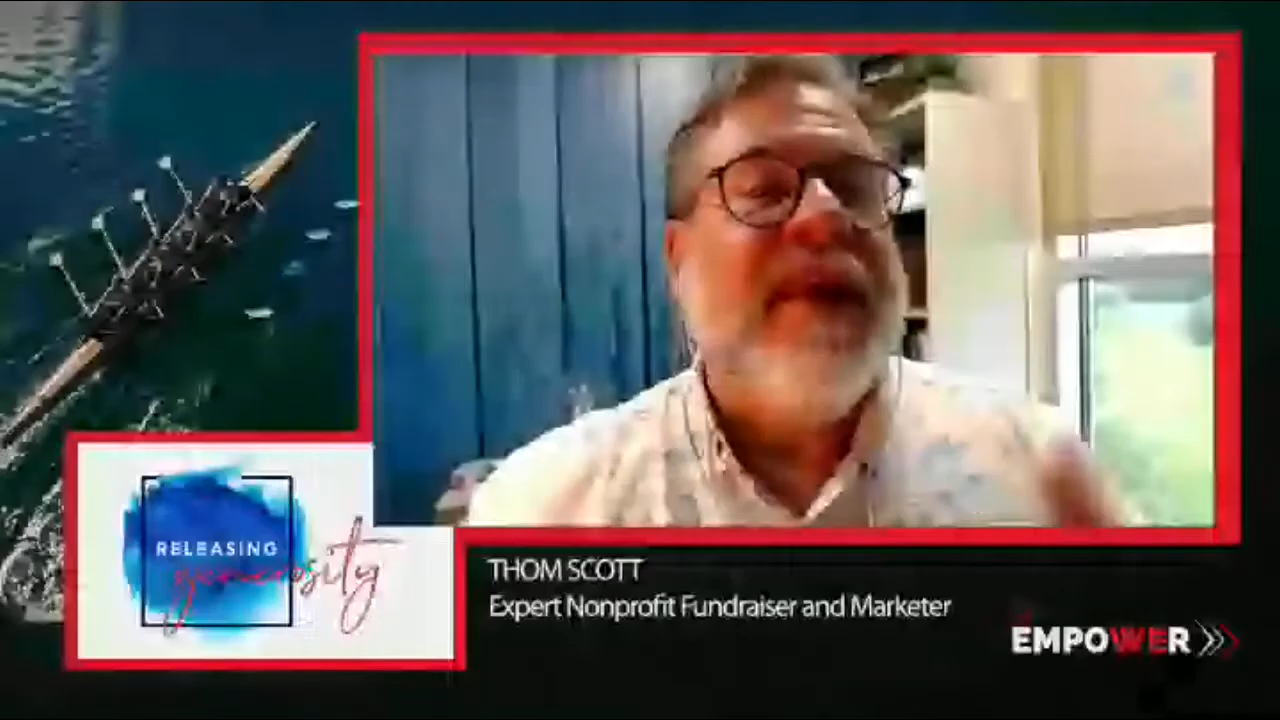 RELEASING
generosity
THOM SCOTT
Expert Nonprofit Fundraiser and Marketer
EMPOWER